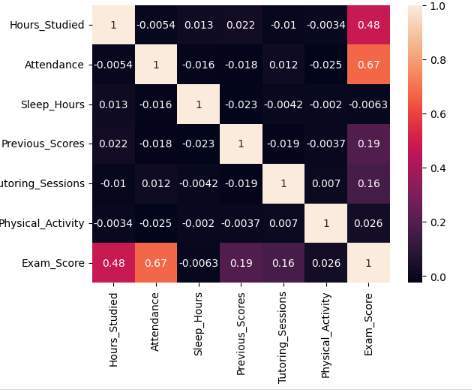 Hours_Studied 1 -0.0054 0.013 0.022 -0.01 -0.0034 0.48
Attendance -0.0054 1 -0.016 -0.018 0.012 -0.025 0.67
Sleep_Hours 0.013 -0.016 1 -0.023 -0.0042 -0.002 -0.0063
Previous_Scores 0.022 -0.018 -0.023 1 -0.019 -0.0037 0.19
utoring_Sessions -0.01 0.012 -0.0042 -0.019 1 0.007 0.16
Physical_Activity -0.0034 -0.025 -0.002 -0.0037 0.007 1 0.026
Exam_Score 0.48 0.67 -0.0063 0.19 0.16 0.026 1
Hours_Studied
Attendance
Sleep_Hours
Previous_Scores
Tutoring_Sessions
Physical_Activity
Exam_Score
1.0
0.8
0.6
0.4
0.2
0.0